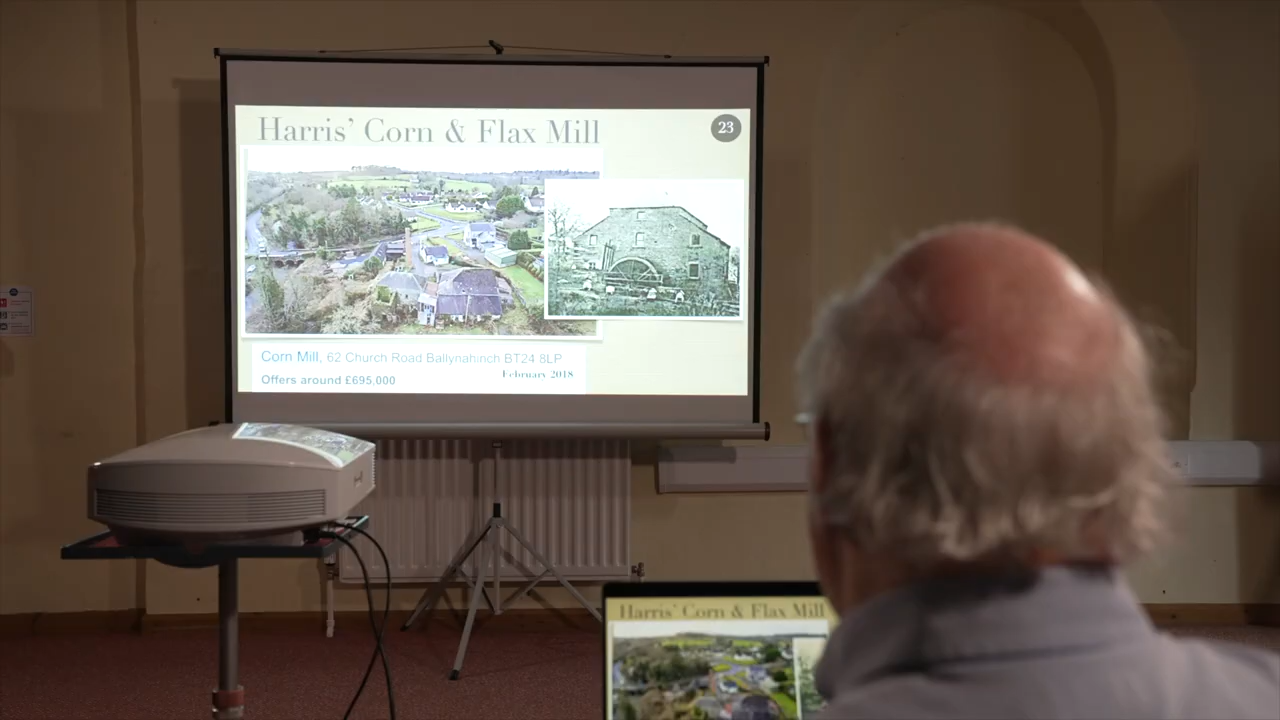 Harris’ Corn & Flax Mill
23
Corn Mill, 62 Church Road Ballynahinch BT24 8LP
February 2018
Offers around £695,000
Harris’ Corn & Flax Mill